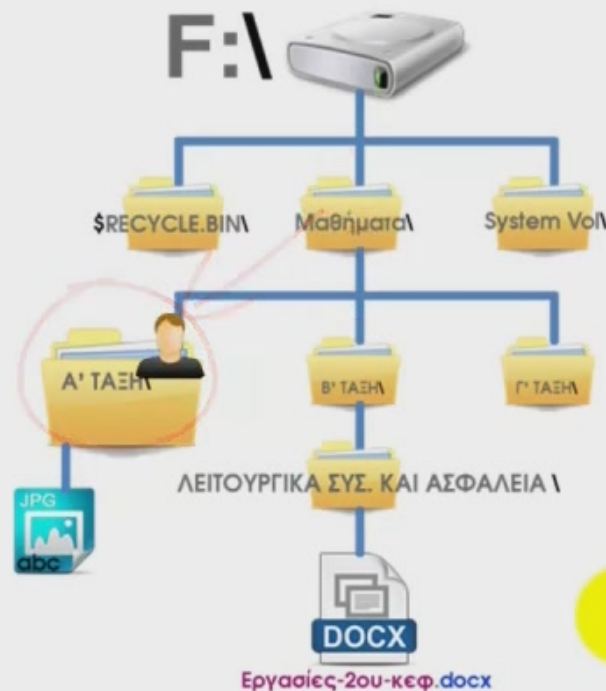 F:\
$RECYCLE.BIN\ Μαθήματα\ System Vol\
Α' ΤΑΞΗ\ Β' ΤΑΞΗ\ Γ' ΤΑΞΗ\
ΛΕΙΤΟΥΡΓΙΚΑ ΣΥΣ. ΚΑΙ ΑΣΦΑΛΕΙΑ \
JPG
abc
DOCX
Εργασίες-2ου-κεφ.docx